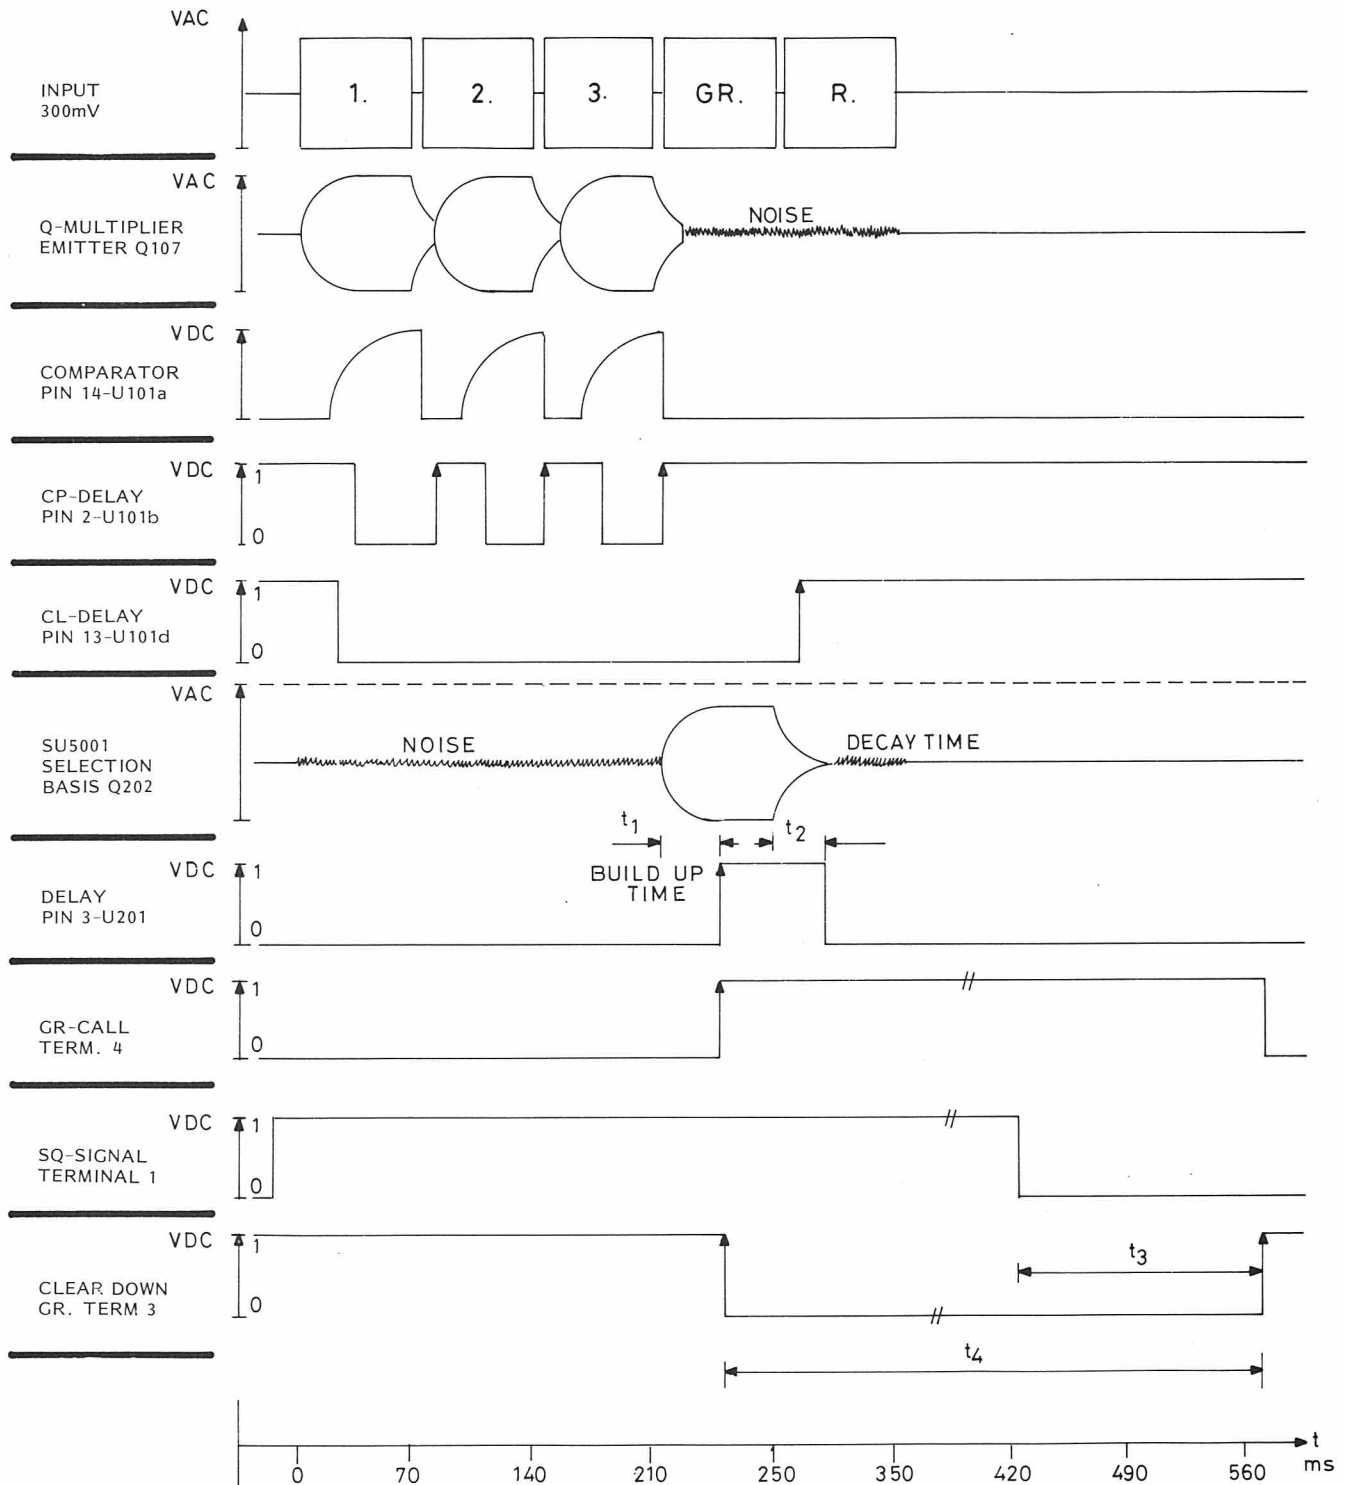 VAC
INPUT
300mV
1. 2. 3. GR. R.
VAC
Q-MULTIPLIER
EMITTER Q107
NOISE
VDC
COMPARATOR
PIN 14-U101a
VDC
1
CP-DELAY
PIN 2-U101b
0
VDC
1
CL-DELAY
PIN 13-U101d
0
VAC
SU5001
SELECTION
BASIS Q202
NOISE
DECAY TIME
t1
t2
BUILD UP
TIME
VDC
1
DELAY
PIN 3-U201
0
VDC
1
GR-CALL
TERM. 4
0
VDC
1
SQ-SIGNAL
TERMINAL 1
0
VDC
1
CLEAR DOWN
GR. TERM 3
0
t3
t4
t
0 70 140 210 250 350 420 490 560 ms